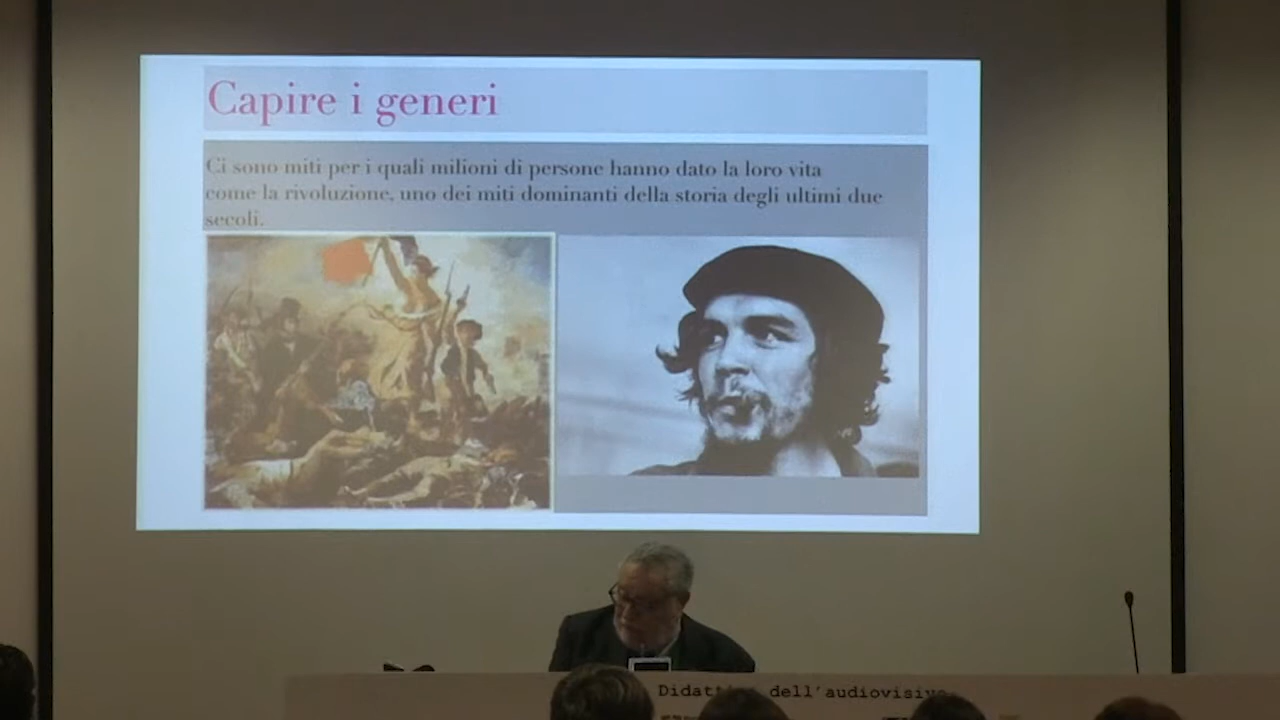 Capire i generi
Ci sono miti per i quali milioni di persone hanno dato la loro vita
come la rivoluzione, uno dei miti dominanti della storia degli ultimi due
secoli.
dell'audiovisivo